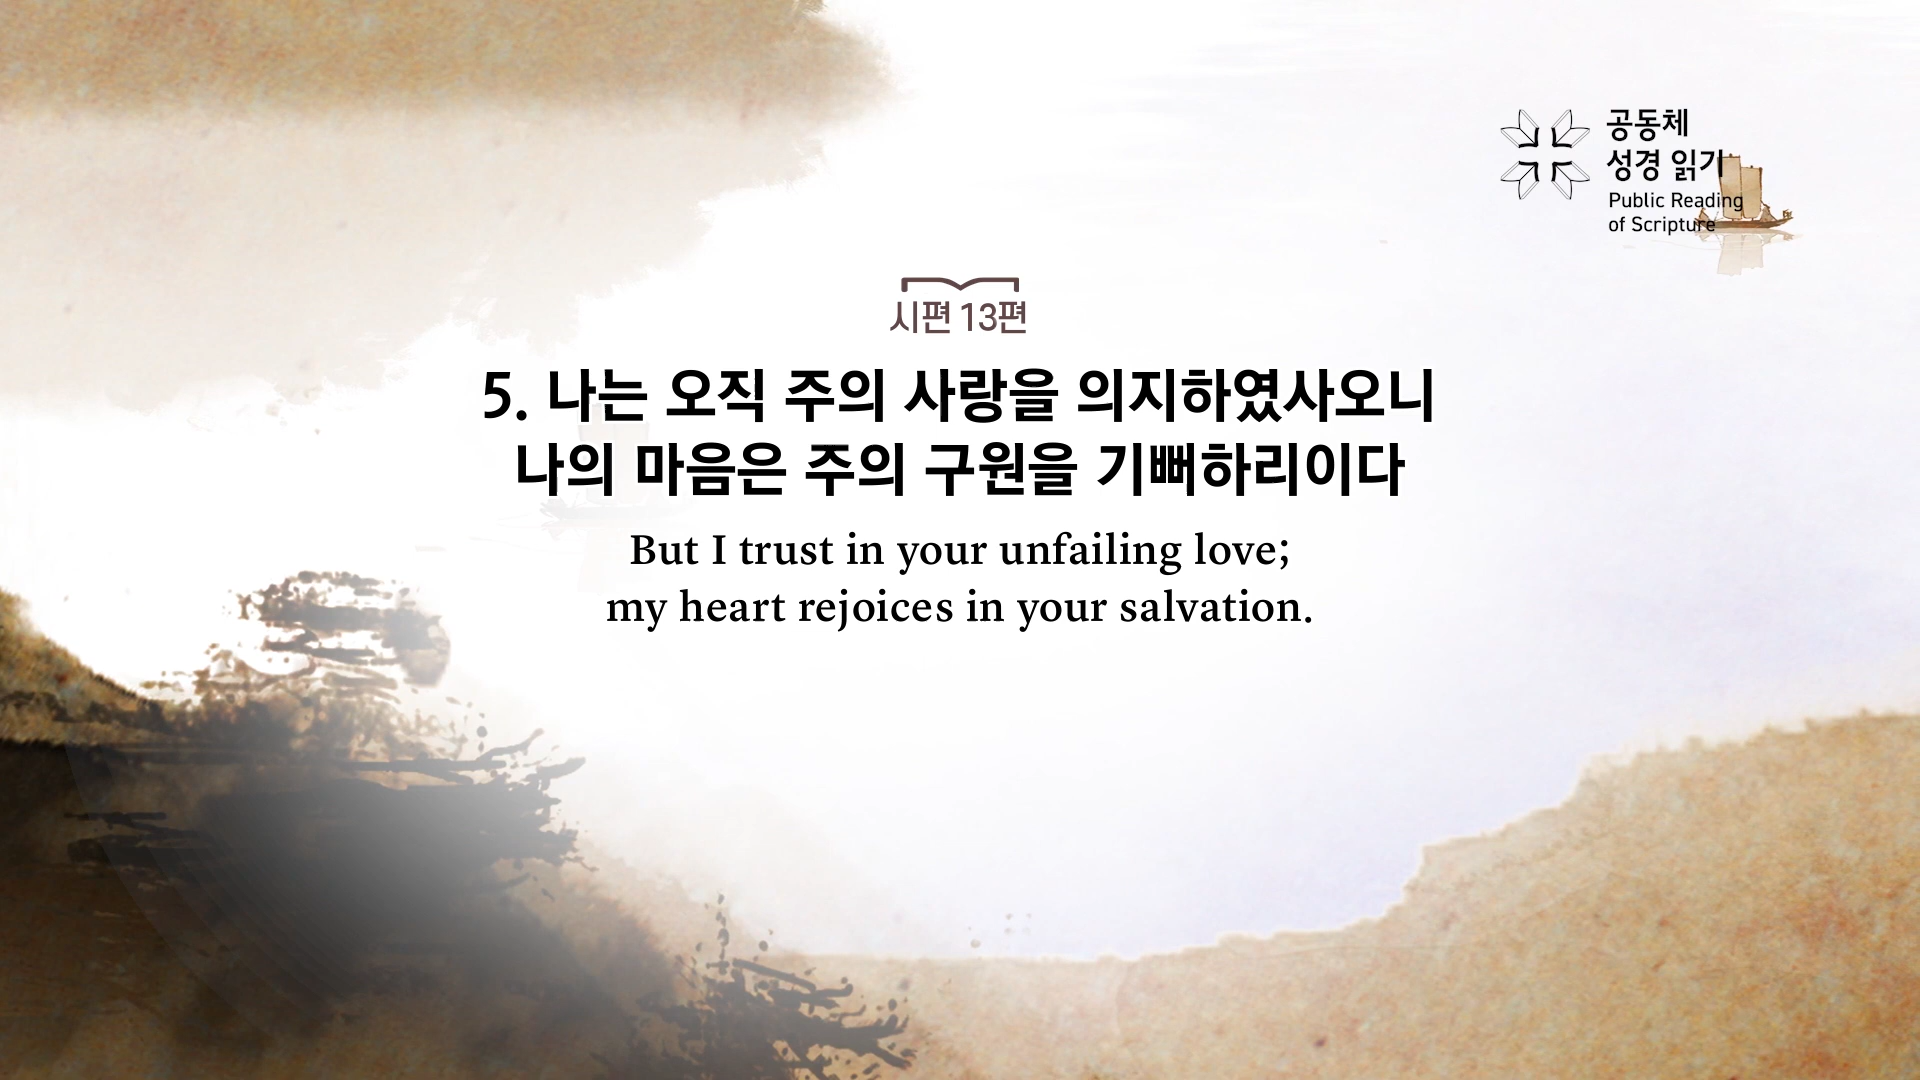 공동체
성경 읽기
Public Reading
of Scripture
시편 13편
5. 나는 오직 주의 사랑을 의지하였사오니
나의 마음은 주의 구원을 기뻐하리이다
But I trust in your unfailing love;
my heart rejoices in your salvation.